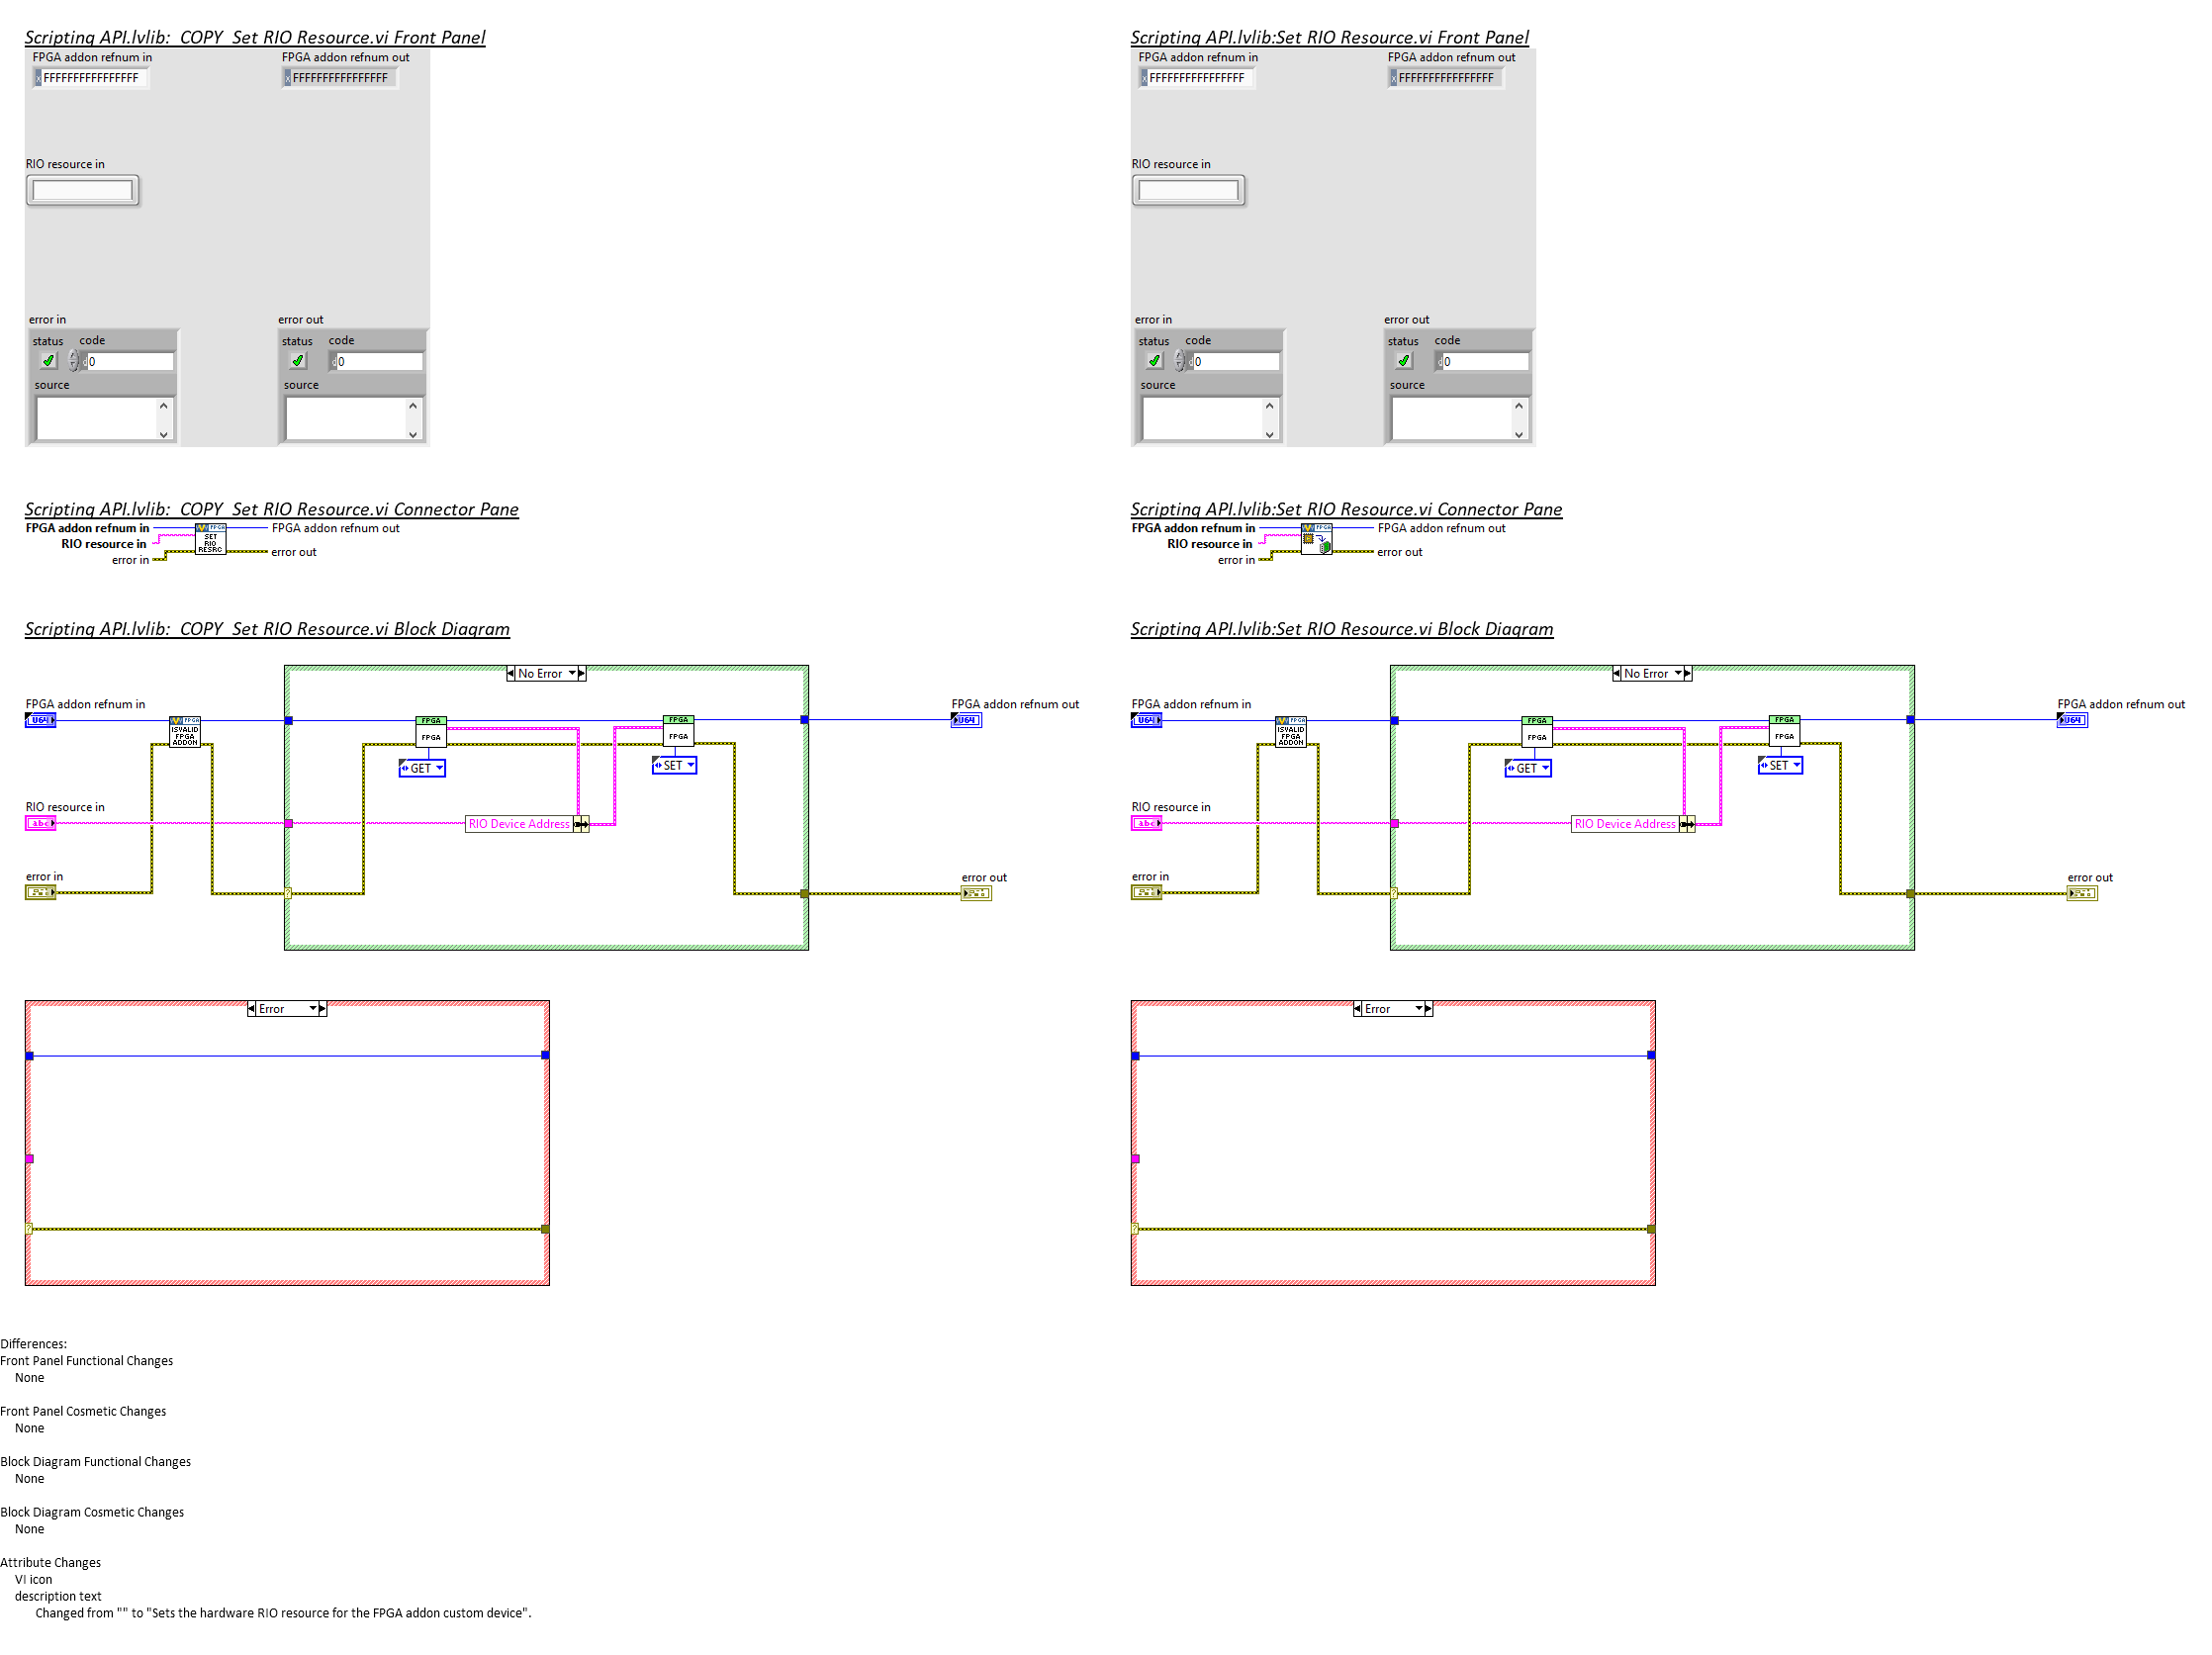 Scripting API.lvlib:  COPY  Set RIO Resource.vi Front Panel
FPGA addon refnum in
FPGA addon refnum out
x FFFFFFFFFFFFFFFF
x FFFFFFFFFFFFFFFF
RIO resource in
error in
error out
status code
status code
d 0
d 0
source
source
Scripting API.lvlib:Set RIO Resource.vi Front Panel
FPGA addon refnum in
FPGA addon refnum out
x FFFFFFFFFFFFFFFF
x FFFFFFFFFFFFFFFF
RIO resource in
error in
error out
status code
status code
d 0
d 0
source
source
Scripting API.lvlib:  COPY  Set RIO Resource.vi Connector Pane
FPGA addon refnum in
FPGA
FPGA addon refnum out
RIO resource in
SET
RIO
RESRC
error in
error out
Scripting API.lvlib:Set RIO Resource.vi Connector Pane
FPGA addon refnum in
FPGA
FPGA addon refnum out
RIO resource in
error in
error out
Scripting API.lvlib:  COPY  Set RIO Resource.vi Block Diagram
No Error
FPGA addon refnum in
FPGA addon refnum out
U64
FPGA
ISVALID
FPGA
ADDON
FPGA
FPGA
FPGA
FPGA
U64
GET
SET
RIO resource in
abc
RIO Device Address
error in
error out
?
Error
?
Scripting API.lvlib:Set RIO Resource.vi Block Diagram
No Error
FPGA addon refnum in
FPGA addon refnum out
U64
FPGA
ISVALID
FPGA
ADDON
FPGA
FPGA
FPGA
FPGA
U64
GET
SET
RIO resource in
abc
RIO Device Address
error in
error out
?
Error
?
Differences:
Front Panel Functional Changes
None
Front Panel Cosmetic Changes
None
Block Diagram Functional Changes
None
Block Diagram Cosmetic Changes
None
Attribute Changes
VI icon
description text
Changed from "" to "Sets the hardware RIO resource for the FPGA addon custom device".